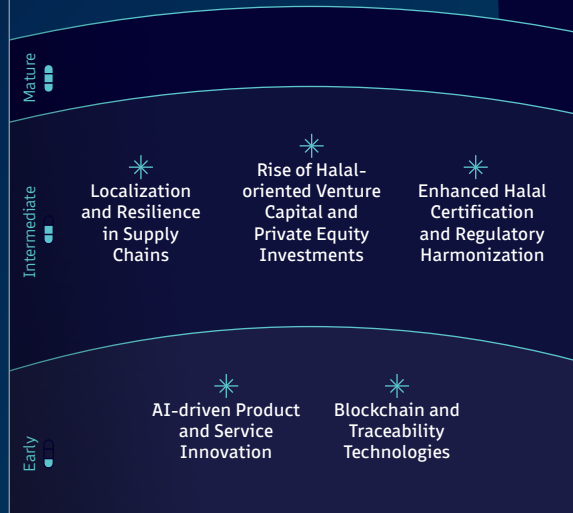 Mature
Intermediate
Localization
and Resilience
in Supply
Chains
Rise of Halal-
oriented Venture
Capital and
Private Equity
Investments
Enhanced Halal
Certification
and Regulatory
Harmonization
Early
AI-driven Product
and Service
Innovation
Blockchain and
Traceability
Technologies